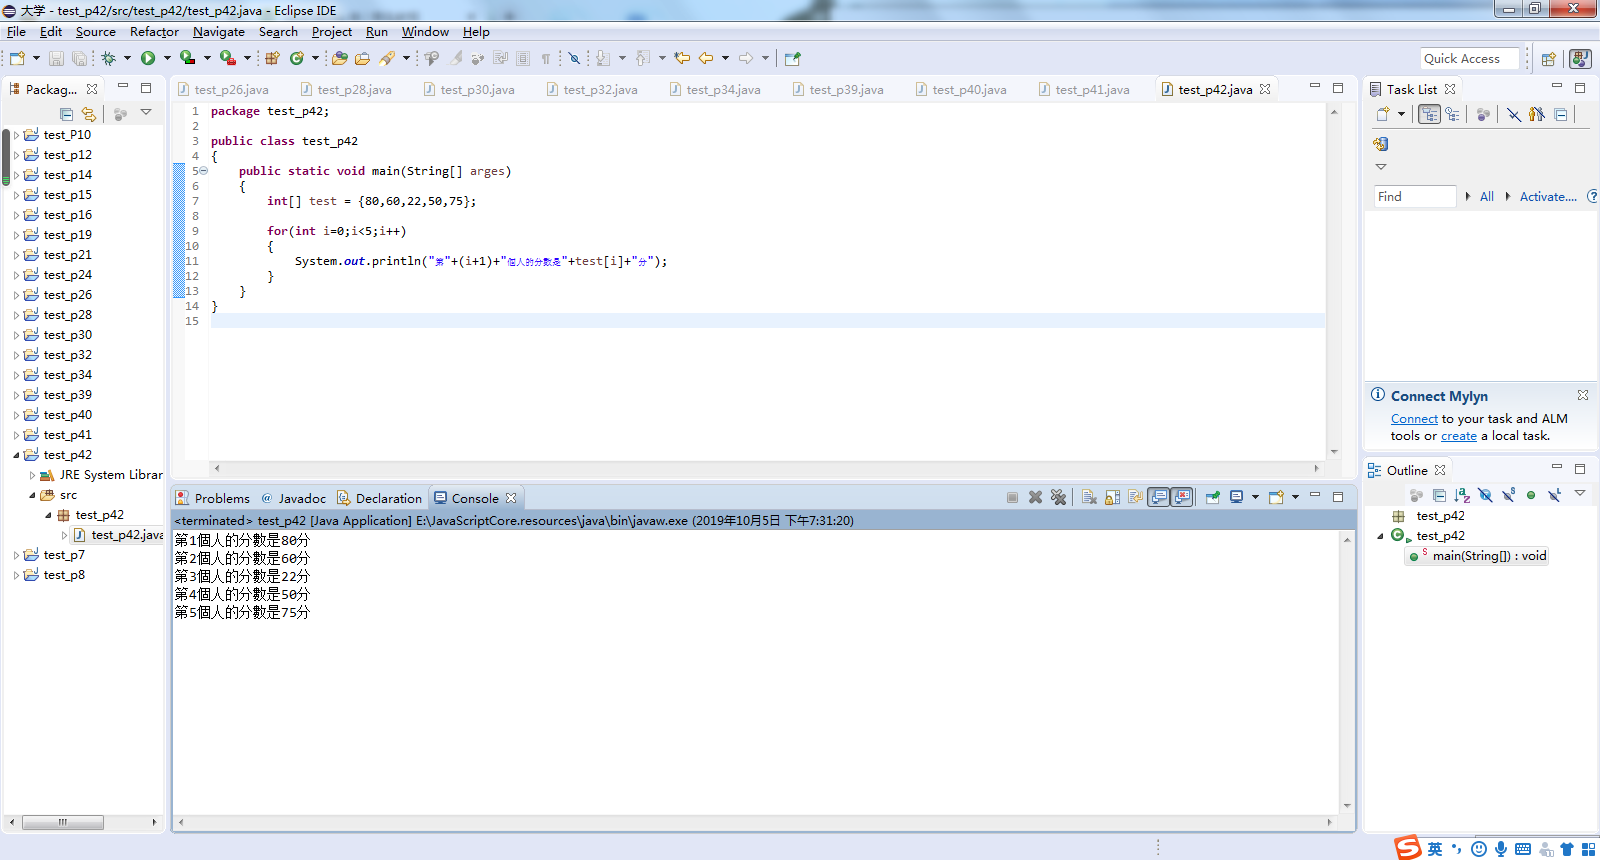 大学 - test_p42/src/test_p42/test_p42.java - Eclipse IDE
File Edit Source Refactor Navigate Search Project Run Window Help
Quick Access
Packag...
test_P10
test_p12
test_p14
test_p15
test_p16
test_p19
test_p21
test_p24
test_p26
test_p28
test_p30
test_p32
test_p34
test_p39
test_p40
test_p41
test_p42
JRE System Librar
src
test_p42
test_p42.java
test_p7
test_p8
test_p26.java test_p28.java test_p30.java test_p32.java test_p34.java test_p39.java test_p40.java test_p41.java test_p42.java
1 package test_p42;
2
3 public class test_p42
4 {
5 public static void main(String[] arges)
6 {
7 int[] test = {80,60,22,50,75};
8
9 for(int i=0;i<5;i++)
10 {
11 System.out.println("第"+(i+1)+"個人的分數是"+test[i]+"分");
12 }
13 }
14 }
15
Problems @ Javadoc Declaration Console
<terminated> test_p42 [Java Application] E:\JavaScriptCore.resources\java\bin\javaw.exe (2019年10月5日 下午7:31:20)
第1個人的分數是80分
第2個人的分數是60分
第3個人的分數是22分
第4個人的分數是50分
第5個人的分數是75分
Task List
Find All Activate....
Connect Mylyn
Connect to your task and ALM
tools or create a local task.
Outline
test_p42
test_p42
main(String[]) : void
英